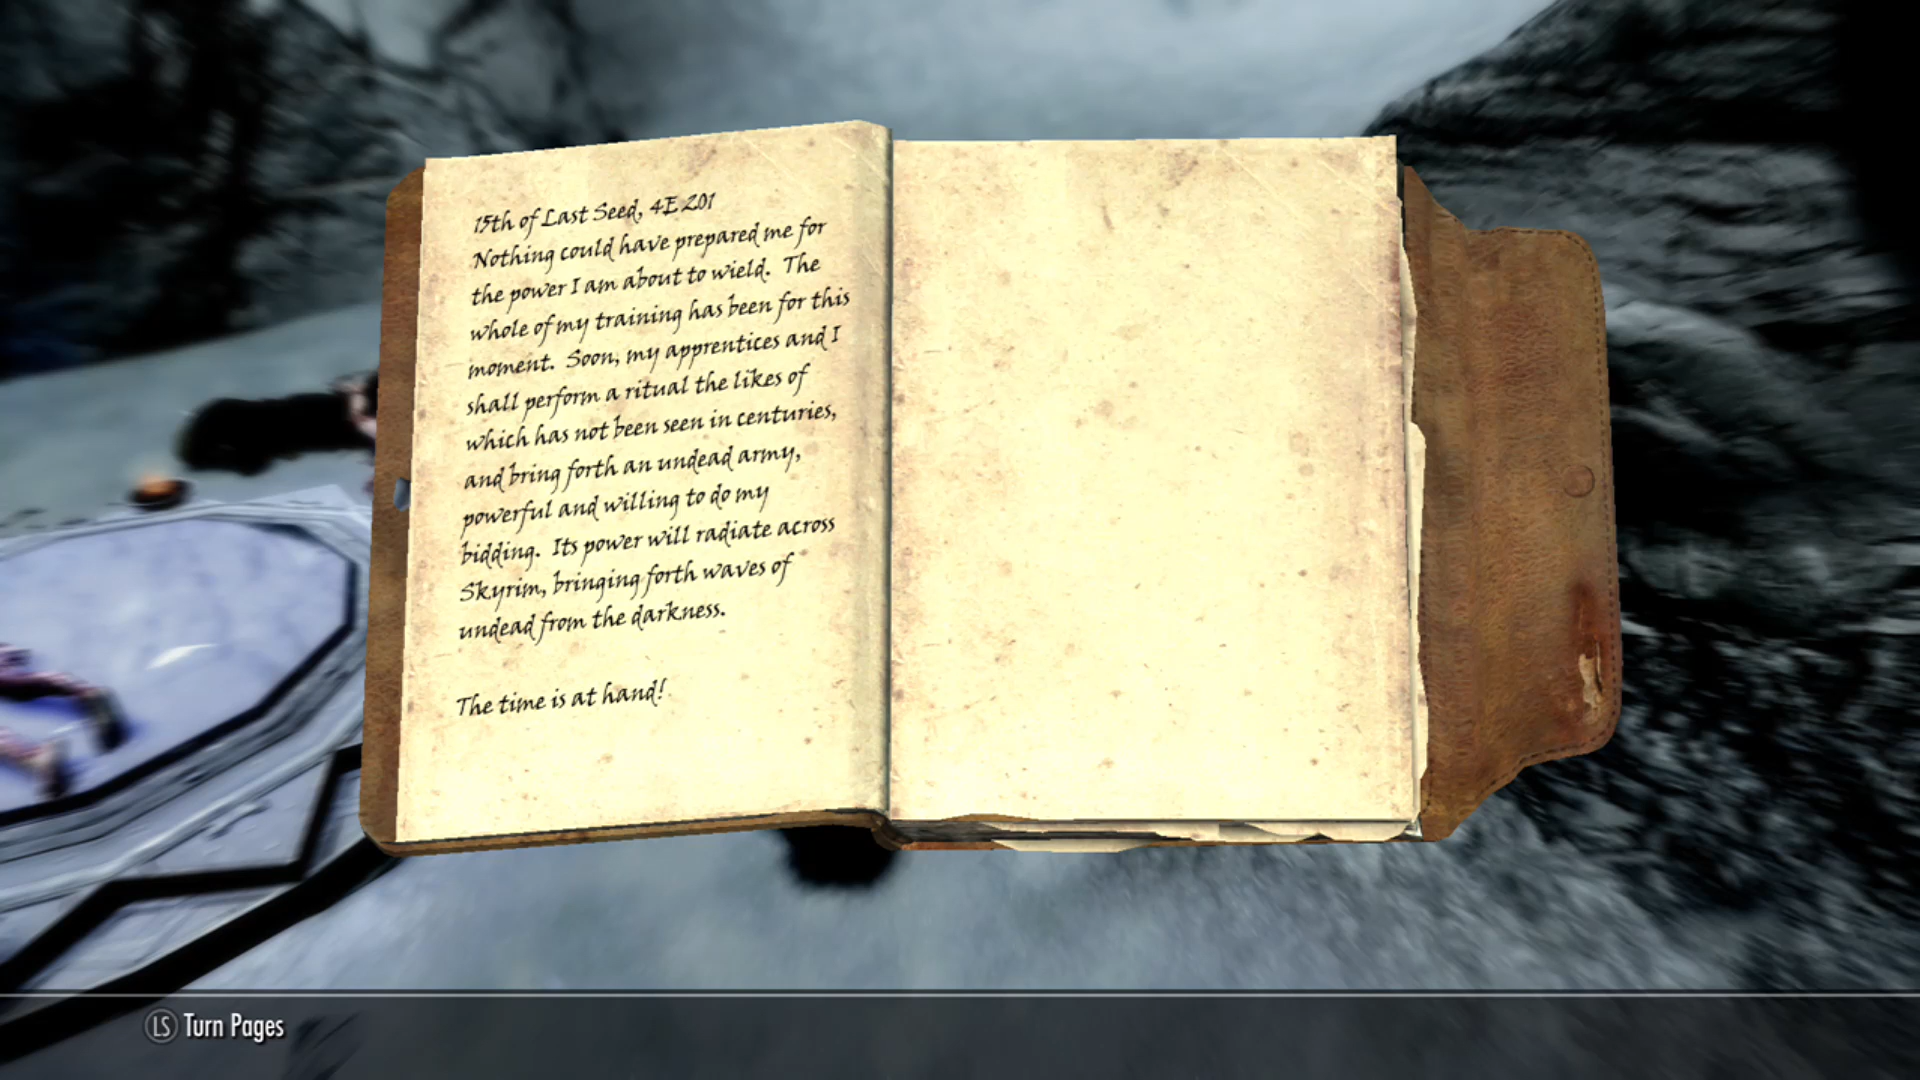 15th of Last Seed, 4E 201
Nothing could have prepared me for
the power I am about to wield. The
whole of my training has been for this
moment. Soon, my apprentices and I
shall perform a ritual the likes of
which has not been seen in centuries,
and bring forth an undead army,
powerful and willing to do my
bidding. Its power will radiate across
Skyrim, bringing forth waves of
undead from the darkness.
The time is at hand!
LS Turn Pages